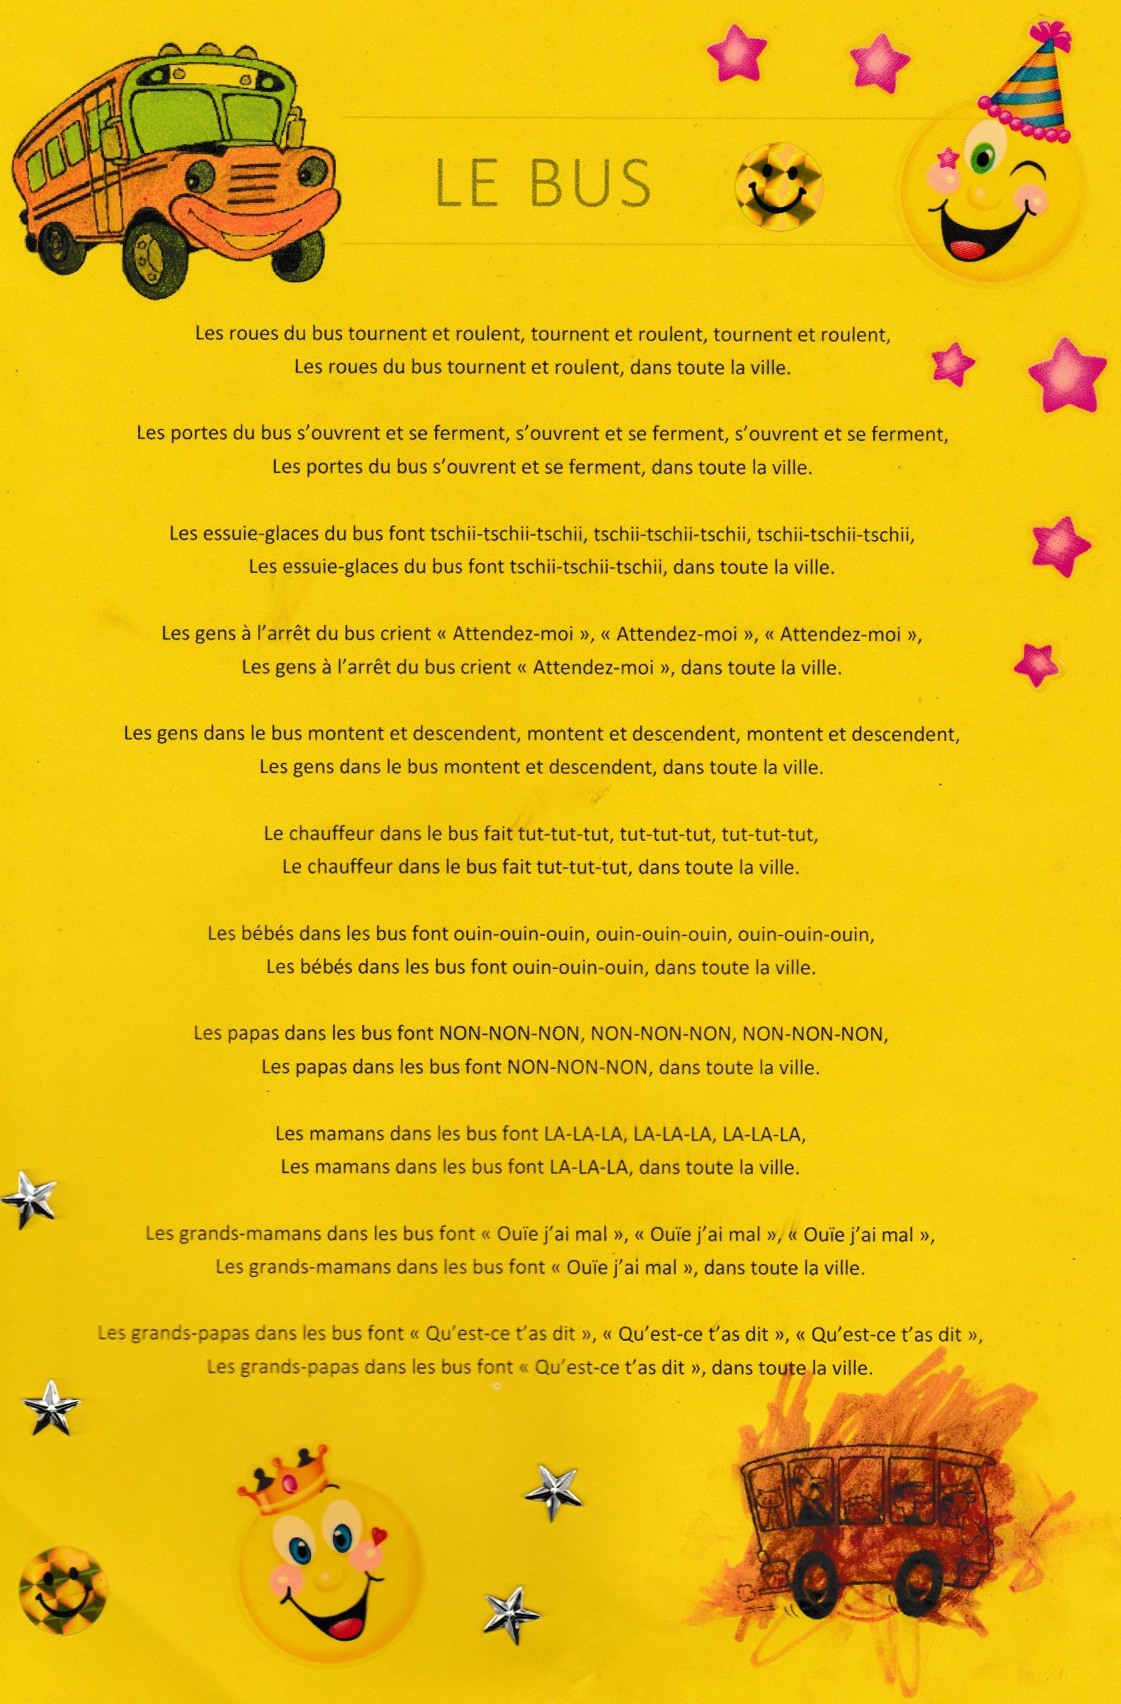 LE BUS
Les roues du bus tournent et roulent, tournent et roulent, tournent et roulent,
Les roues du bus tournent et roulent, dans toute la ville.
Les portes du bus s’ouvrent et se ferment, s’ouvrent et se ferment, s’ouvrent et se ferment,
Les portes du bus s’ouvrent et se ferment, dans toute la ville.
Les essuie-glaces du bus font tschii-tschii-tschii, tschii-tschii-tschii, tschii-tschii-tschii,
Les essuie-glaces du bus font tschii-tschii-tschii, dans toute la ville.
Les gens à l’arrêt du bus crient « Attendez-moi », « Attendez-moi », « Attendez-moi »,
Les gens à l’arrêt du bus crient « Attendez-moi », dans toute la ville.
Les gens dans le bus montent et descendent, montent et descendent, montent et descendent,
Les gens dans le bus montent et descendent, dans toute la ville.
Le chauffeur dans le bus fait tut-tut-tut, tut-tut-tut, tut-tut-tut,
Le chauffeur dans le bus fait tut-tut-tut, dans toute la ville.
Les bébés dans les bus font ouin-ouin-ouin, ouin-ouin-ouin, ouin-ouin-ouin,
Les bébés dans les bus font ouin-ouin-ouin, dans toute la ville.
Les papas dans les bus font NON-NON-NON, NON-NON-NON, NON-NON-NON,
Les papas dans les bus font NON-NON-NON, dans toute la ville.
Les mamans dans les bus font LA-LA-LA, LA-LA-LA, LA-LA-LA,
Les mamans dans les bus font LA-LA-LA, dans toute la ville.
Les grands-mamans dans les bus font « Ouïe j’ai mal », « Ouïe j’ai mal », « Ouïe j’ai mal »,
Les grands-mamans dans les bus font « Ouïe j’ai mal », dans toute la ville.
Les grands-papas dans les bus font « Qu’est-ce t’as dit », « Qu’est-ce t’as dit », « Qu’est-ce t’as dit »,
Les grands-papas dans les bus font « Qu’est-ce t’as dit », dans toute la ville.